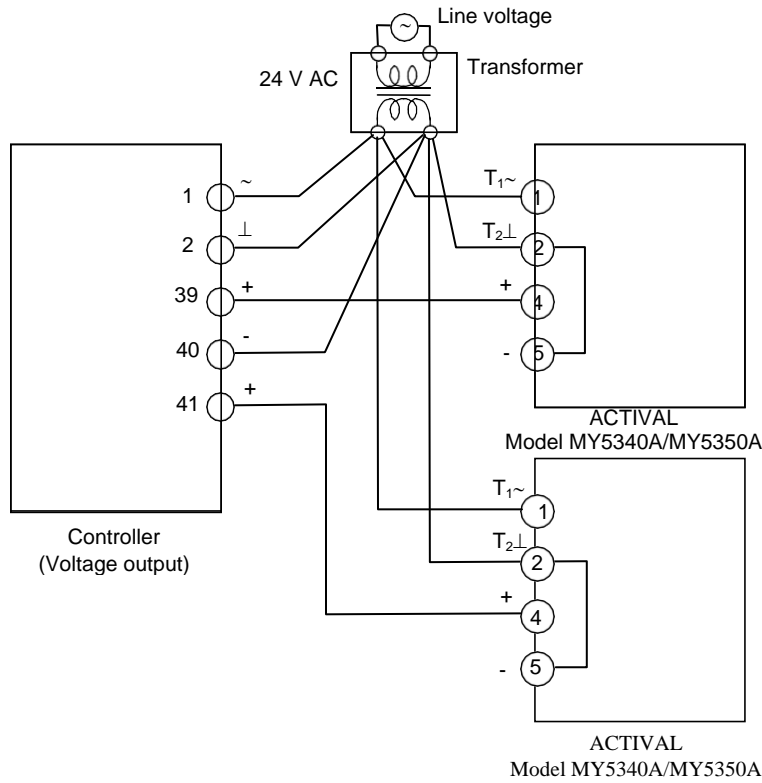 Line voltage
~
24 V AC
Transformer
1 ~
2 ⊥
39 +
40 -
41 +
T₁~ 1
T₂⊥ 2
+ 4
- 5
ACTIVAL
Model MY5340A/MY5350A
T₁~ 1
T₂⊥ 2
+ 4
- 5
Controller
(Voltage output)
ACTIVAL
Model MY5340A/MY5350A